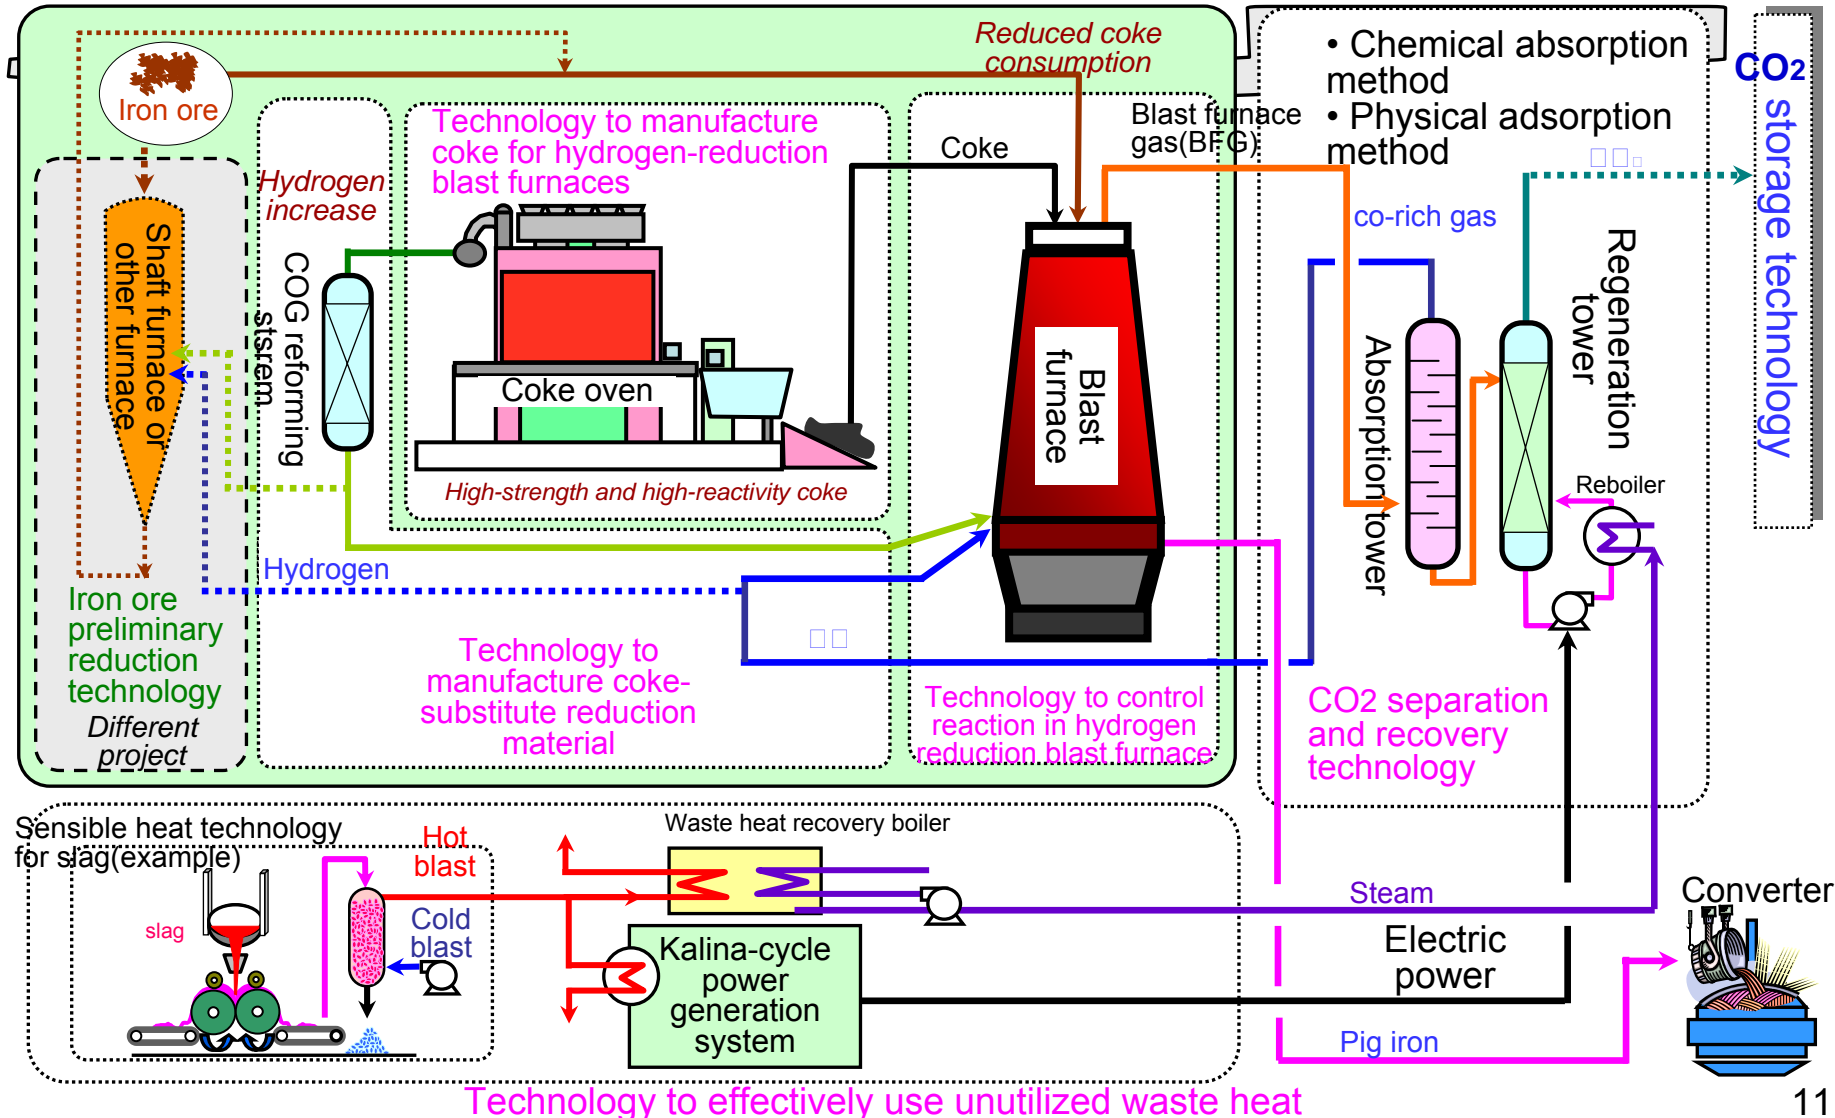 Reduced coke
consumption
Iron ore
• Chemical absorption
method
• Physical adsorption
method
CO2
storage technology
Technology to manufacture
coke for hydrogen-reduction
blast furnaces
Coke
Blast furnace
gas(BFG)
Hydrogen
increase
co-rich gas
Shaft furnace or
other furnace
COG reforming
stsrem
Coke oven
Blast
furnace
Absorption tower
Regeneration
tower
Reboiler
High-strength and high-reactivity coke
Hydrogen
Iron ore
preliminary
reduction
technology
Different
project
Technology to
manufacture coke-
substitute reduction
material
Technology to control
reaction in hydrogen
reduction blast furnace
CO2 separation
and recovery
technology
Sensible heat technology
for slag(example)
Hot
blast
Waste heat recovery boiler
slag
Cold
blast
Steam
Converter
Kalina-cycle
power
generation
system
Electric
power
Pig iron
Technology to effectively use unutilized waste heat
11